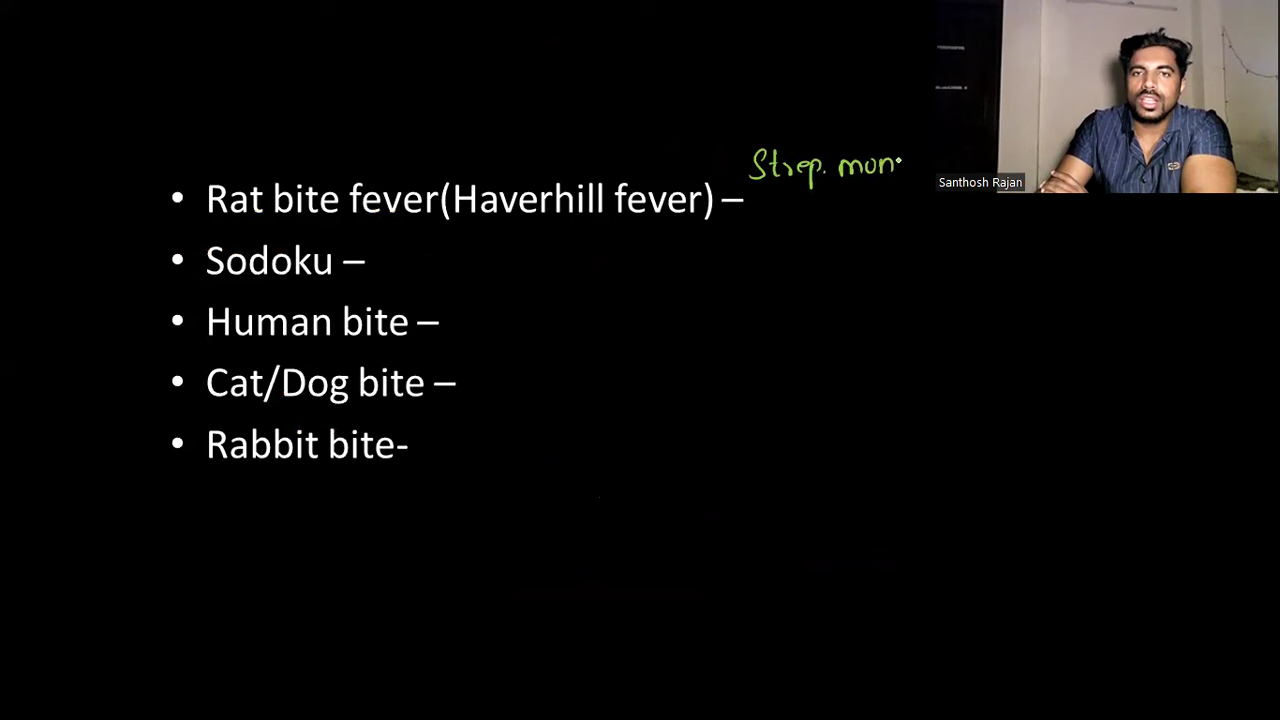 Strep. mon
• Rat bite fever(Haverhill fever) –
• Sodoku –
• Human bite –
• Cat/Dog bite –
• Rabbit bite-
Santhosh Rajan